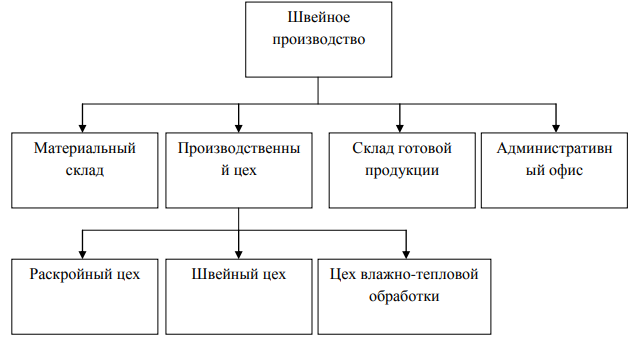 Швейное
производство
Материальный
склад
Производственны
й цех
Склад готовой
продукции
Административн
ый офис
Раскройный цех
Швейный цех
Цех влажно-тепловой
обработки